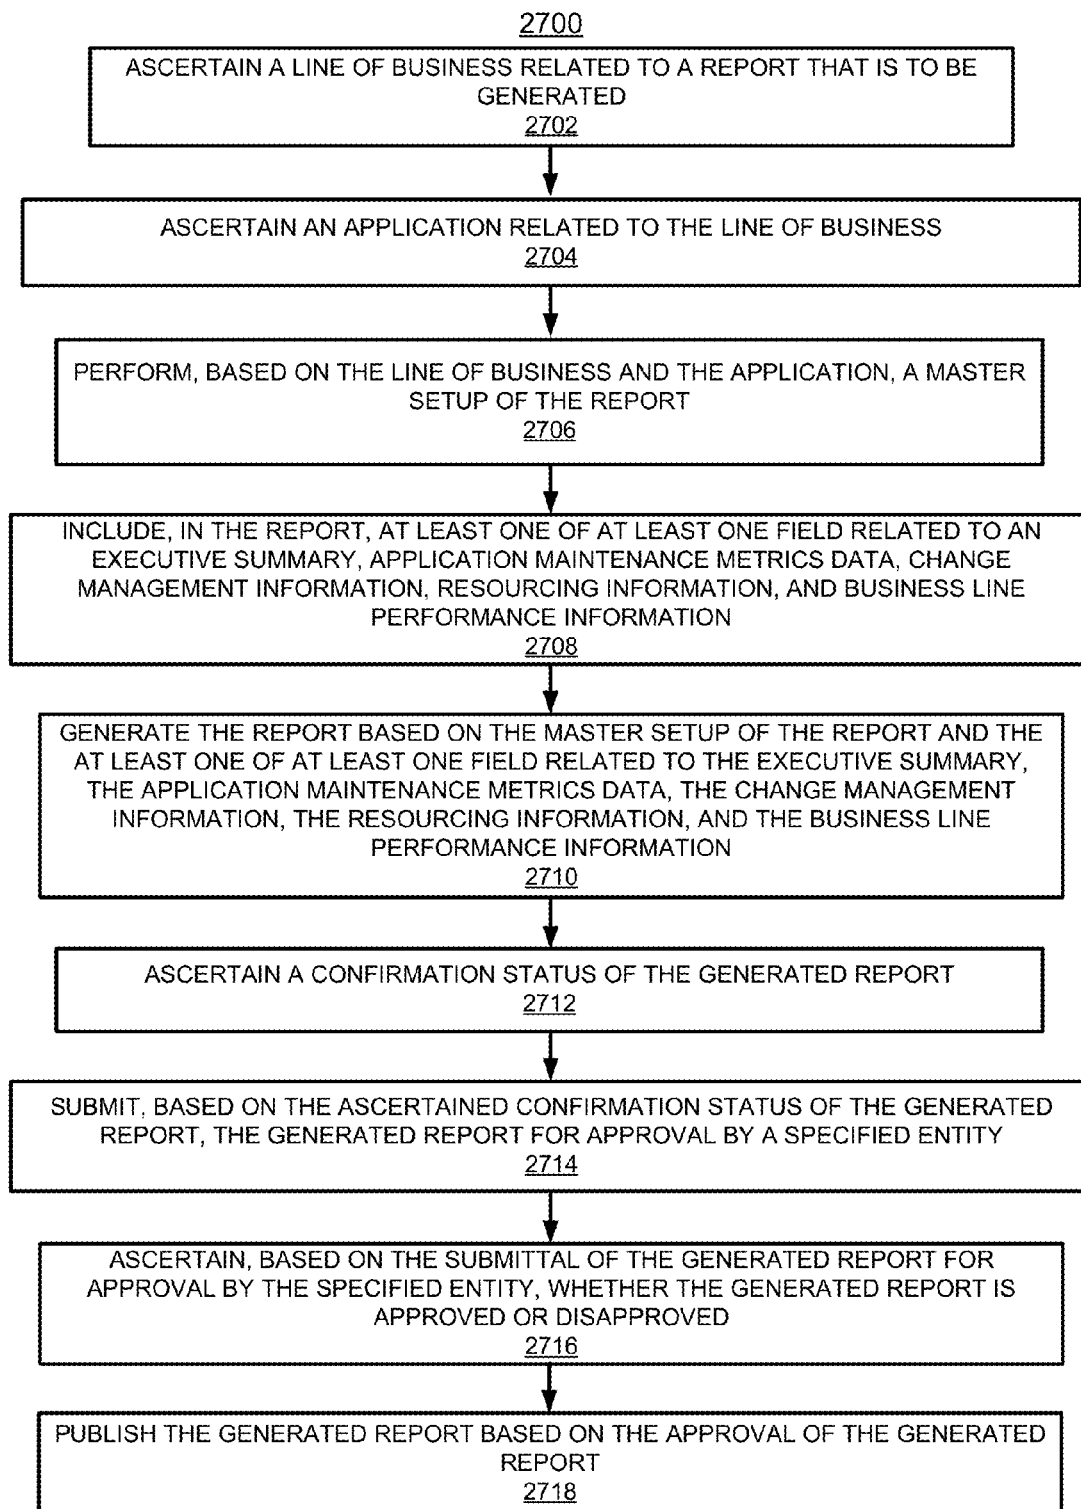 2700
ASCERTAIN A LINE OF BUSINESS RELATED TO A REPORT THAT IS TO BE
GENERATED
2702
ASCERTAIN AN APPLICATION RELATED TO THE LINE OF BUSINESS
2704
PERFORM, BASED ON THE LINE OF BUSINESS AND THE APPLICATION, A MASTER
SETUP OF THE REPORT
2706
INCLUDE, IN THE REPORT, AT LEAST ONE OF AT LEAST ONE FIELD RELATED TO AN
EXECUTIVE SUMMARY, APPLICATION MAINTENANCE METRICS DATA, CHANGE
MANAGEMENT INFORMATION, RESOURCING INFORMATION, AND BUSINESS LINE
PERFORMANCE INFORMATION
2708
GENERATE THE REPORT BASED ON THE MASTER SETUP OF THE REPORT AND THE
AT LEAST ONE OF AT LEAST ONE FIELD RELATED TO THE EXECUTIVE SUMMARY,
THE APPLICATION MAINTENANCE METRICS DATA, THE CHANGE MANAGEMENT
INFORMATION, THE RESOURCING INFORMATION, AND THE BUSINESS LINE
PERFORMANCE INFORMATION
2710
ASCERTAIN A CONFIRMATION STATUS OF THE GENERATED REPORT
2712
SUBMIT, BASED ON THE ASCERTAINED CONFIRMATION STATUS OF THE GENERATED
REPORT, THE GENERATED REPORT FOR APPROVAL BY A SPECIFIED ENTITY
2714
ASCERTAIN, BASED ON THE SUBMITTAL OF THE GENERATED REPORT FOR
APPROVAL BY THE SPECIFIED ENTITY, WHETHER THE GENERATED REPORT IS
APPROVED OR DISAPPROVED
2716
PUBLISH THE GENERATED REPORT BASED ON THE APPROVAL OF THE GENERATED
REPORT
2718